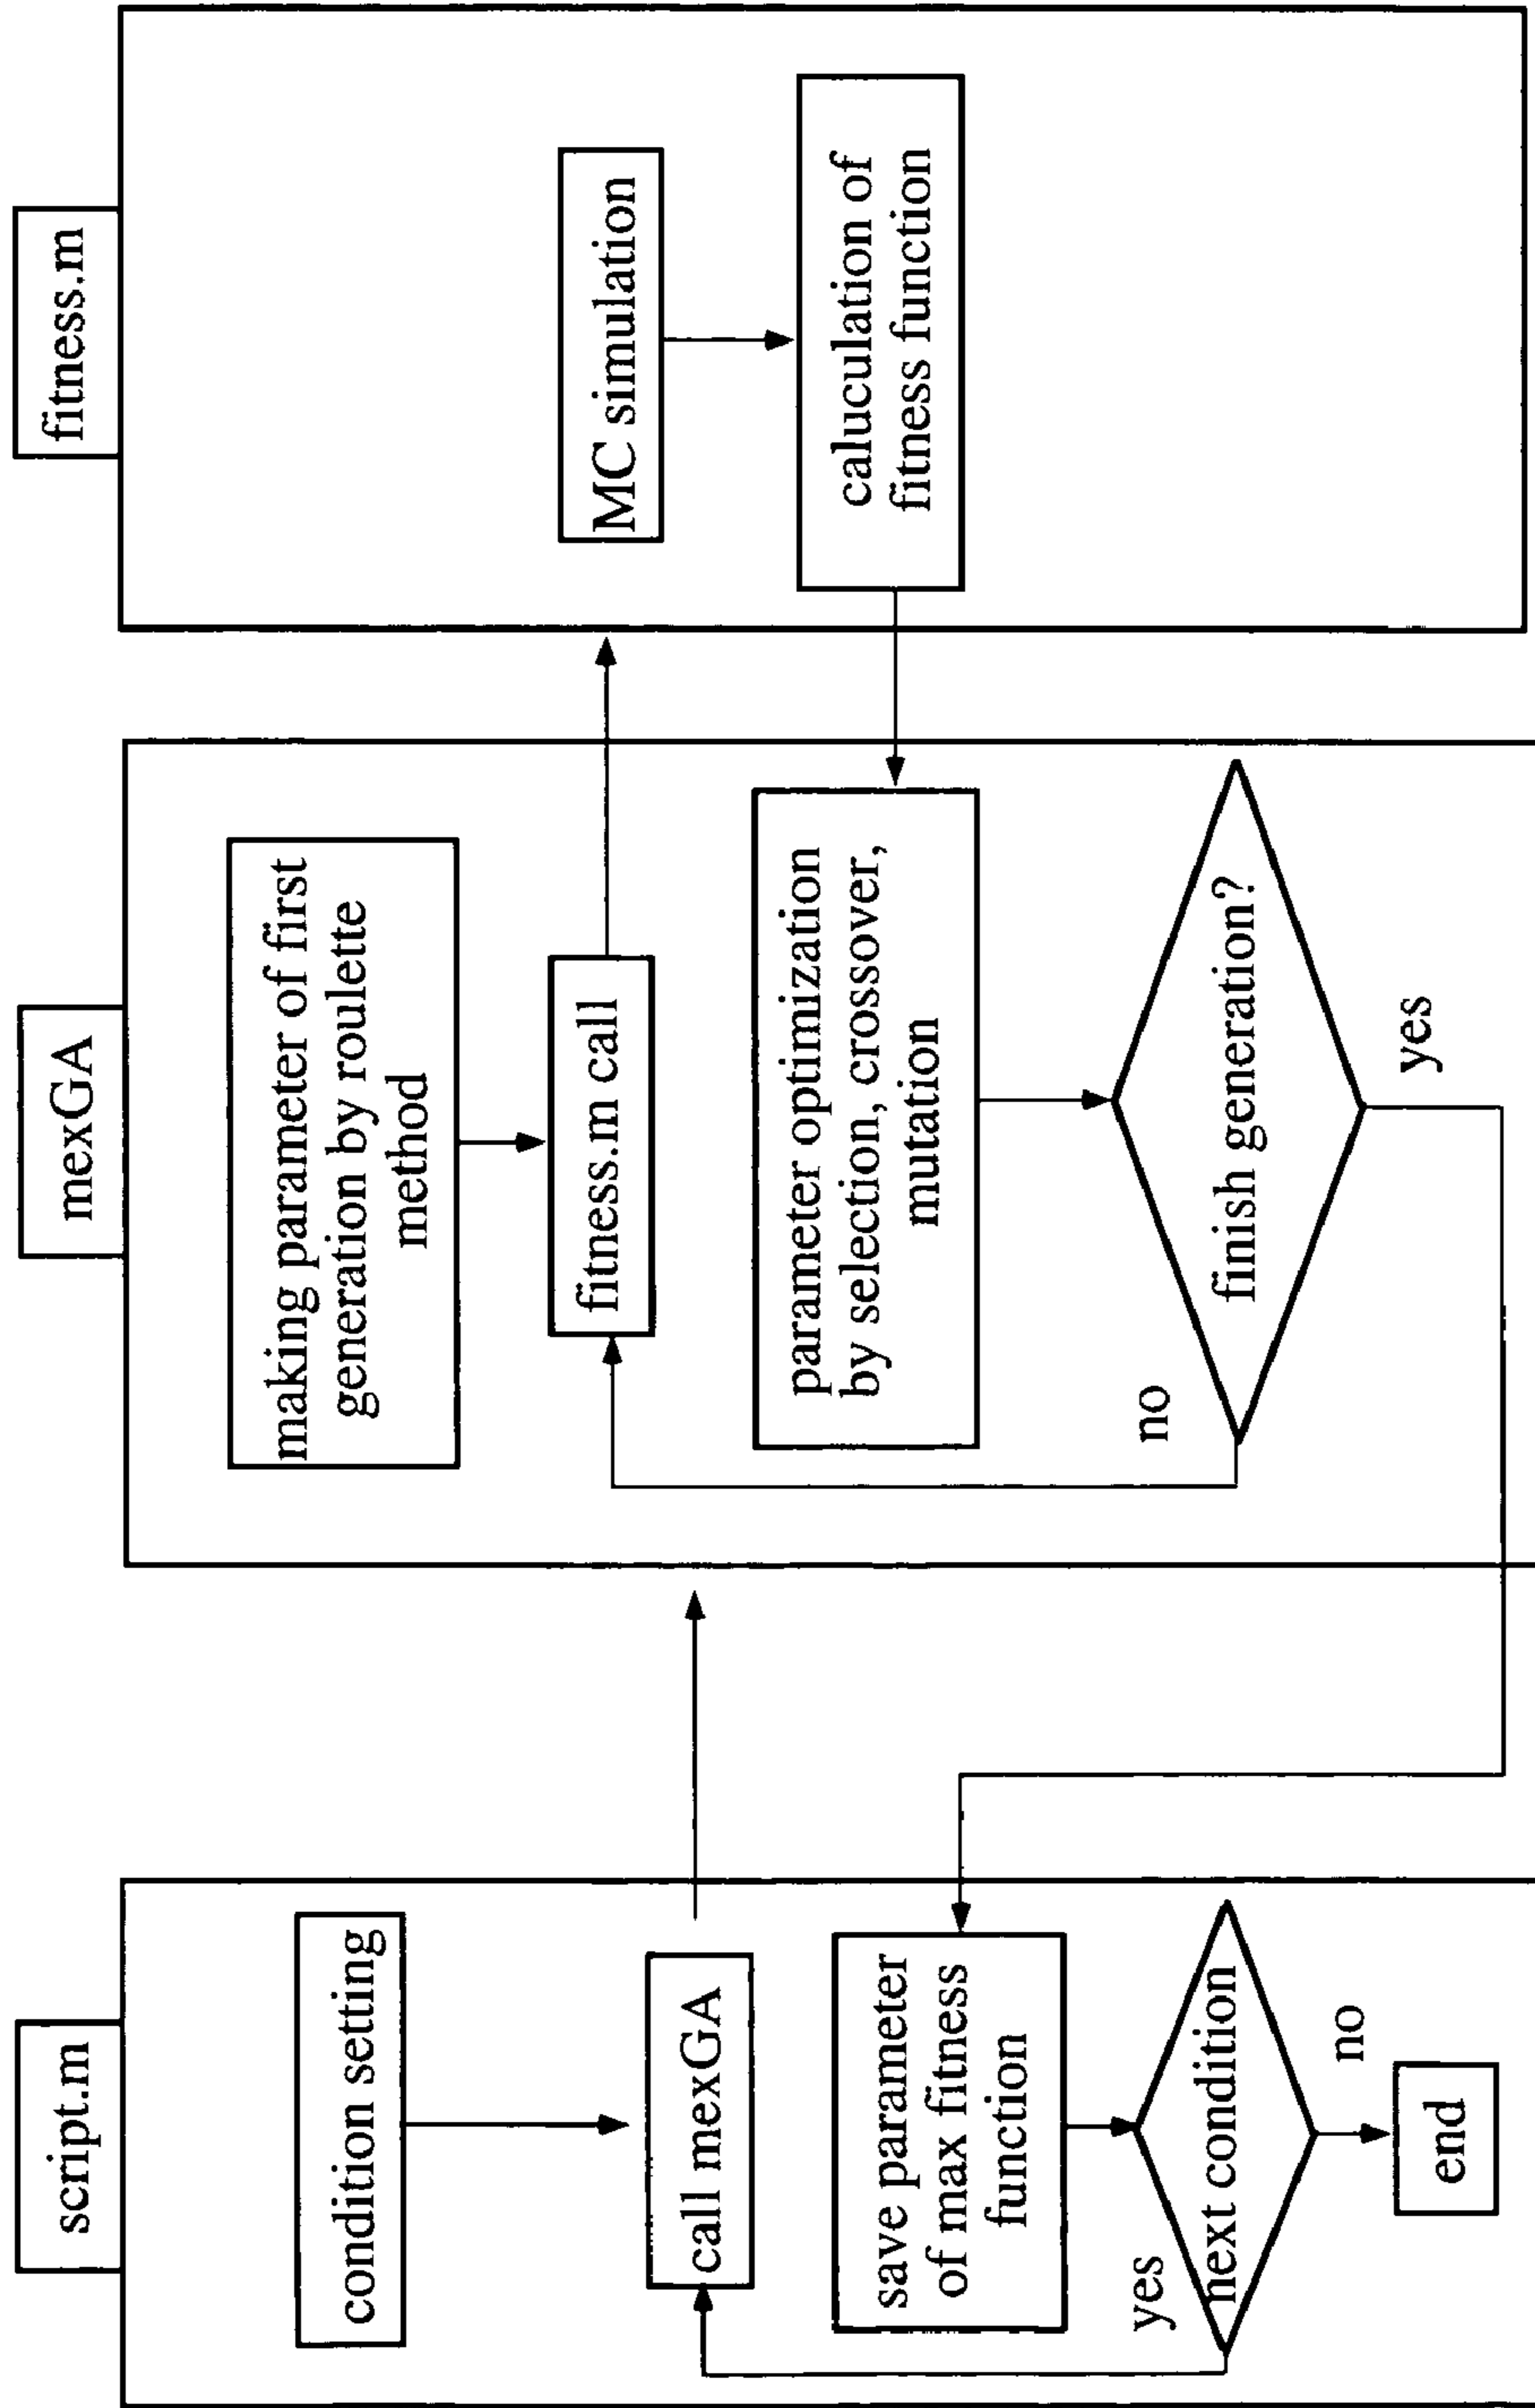 script.m
condition setting
call mexGA
save parameter
of max fitness
function
yes
next condition
no
end
mexGA
making parameter of first
generation by roulette
method
fitness.m call
parameter optimization
by selection, crossover,
mutation
no
finish generation?
yes
fitness.m
MC simulation
caluculation of
fitness function